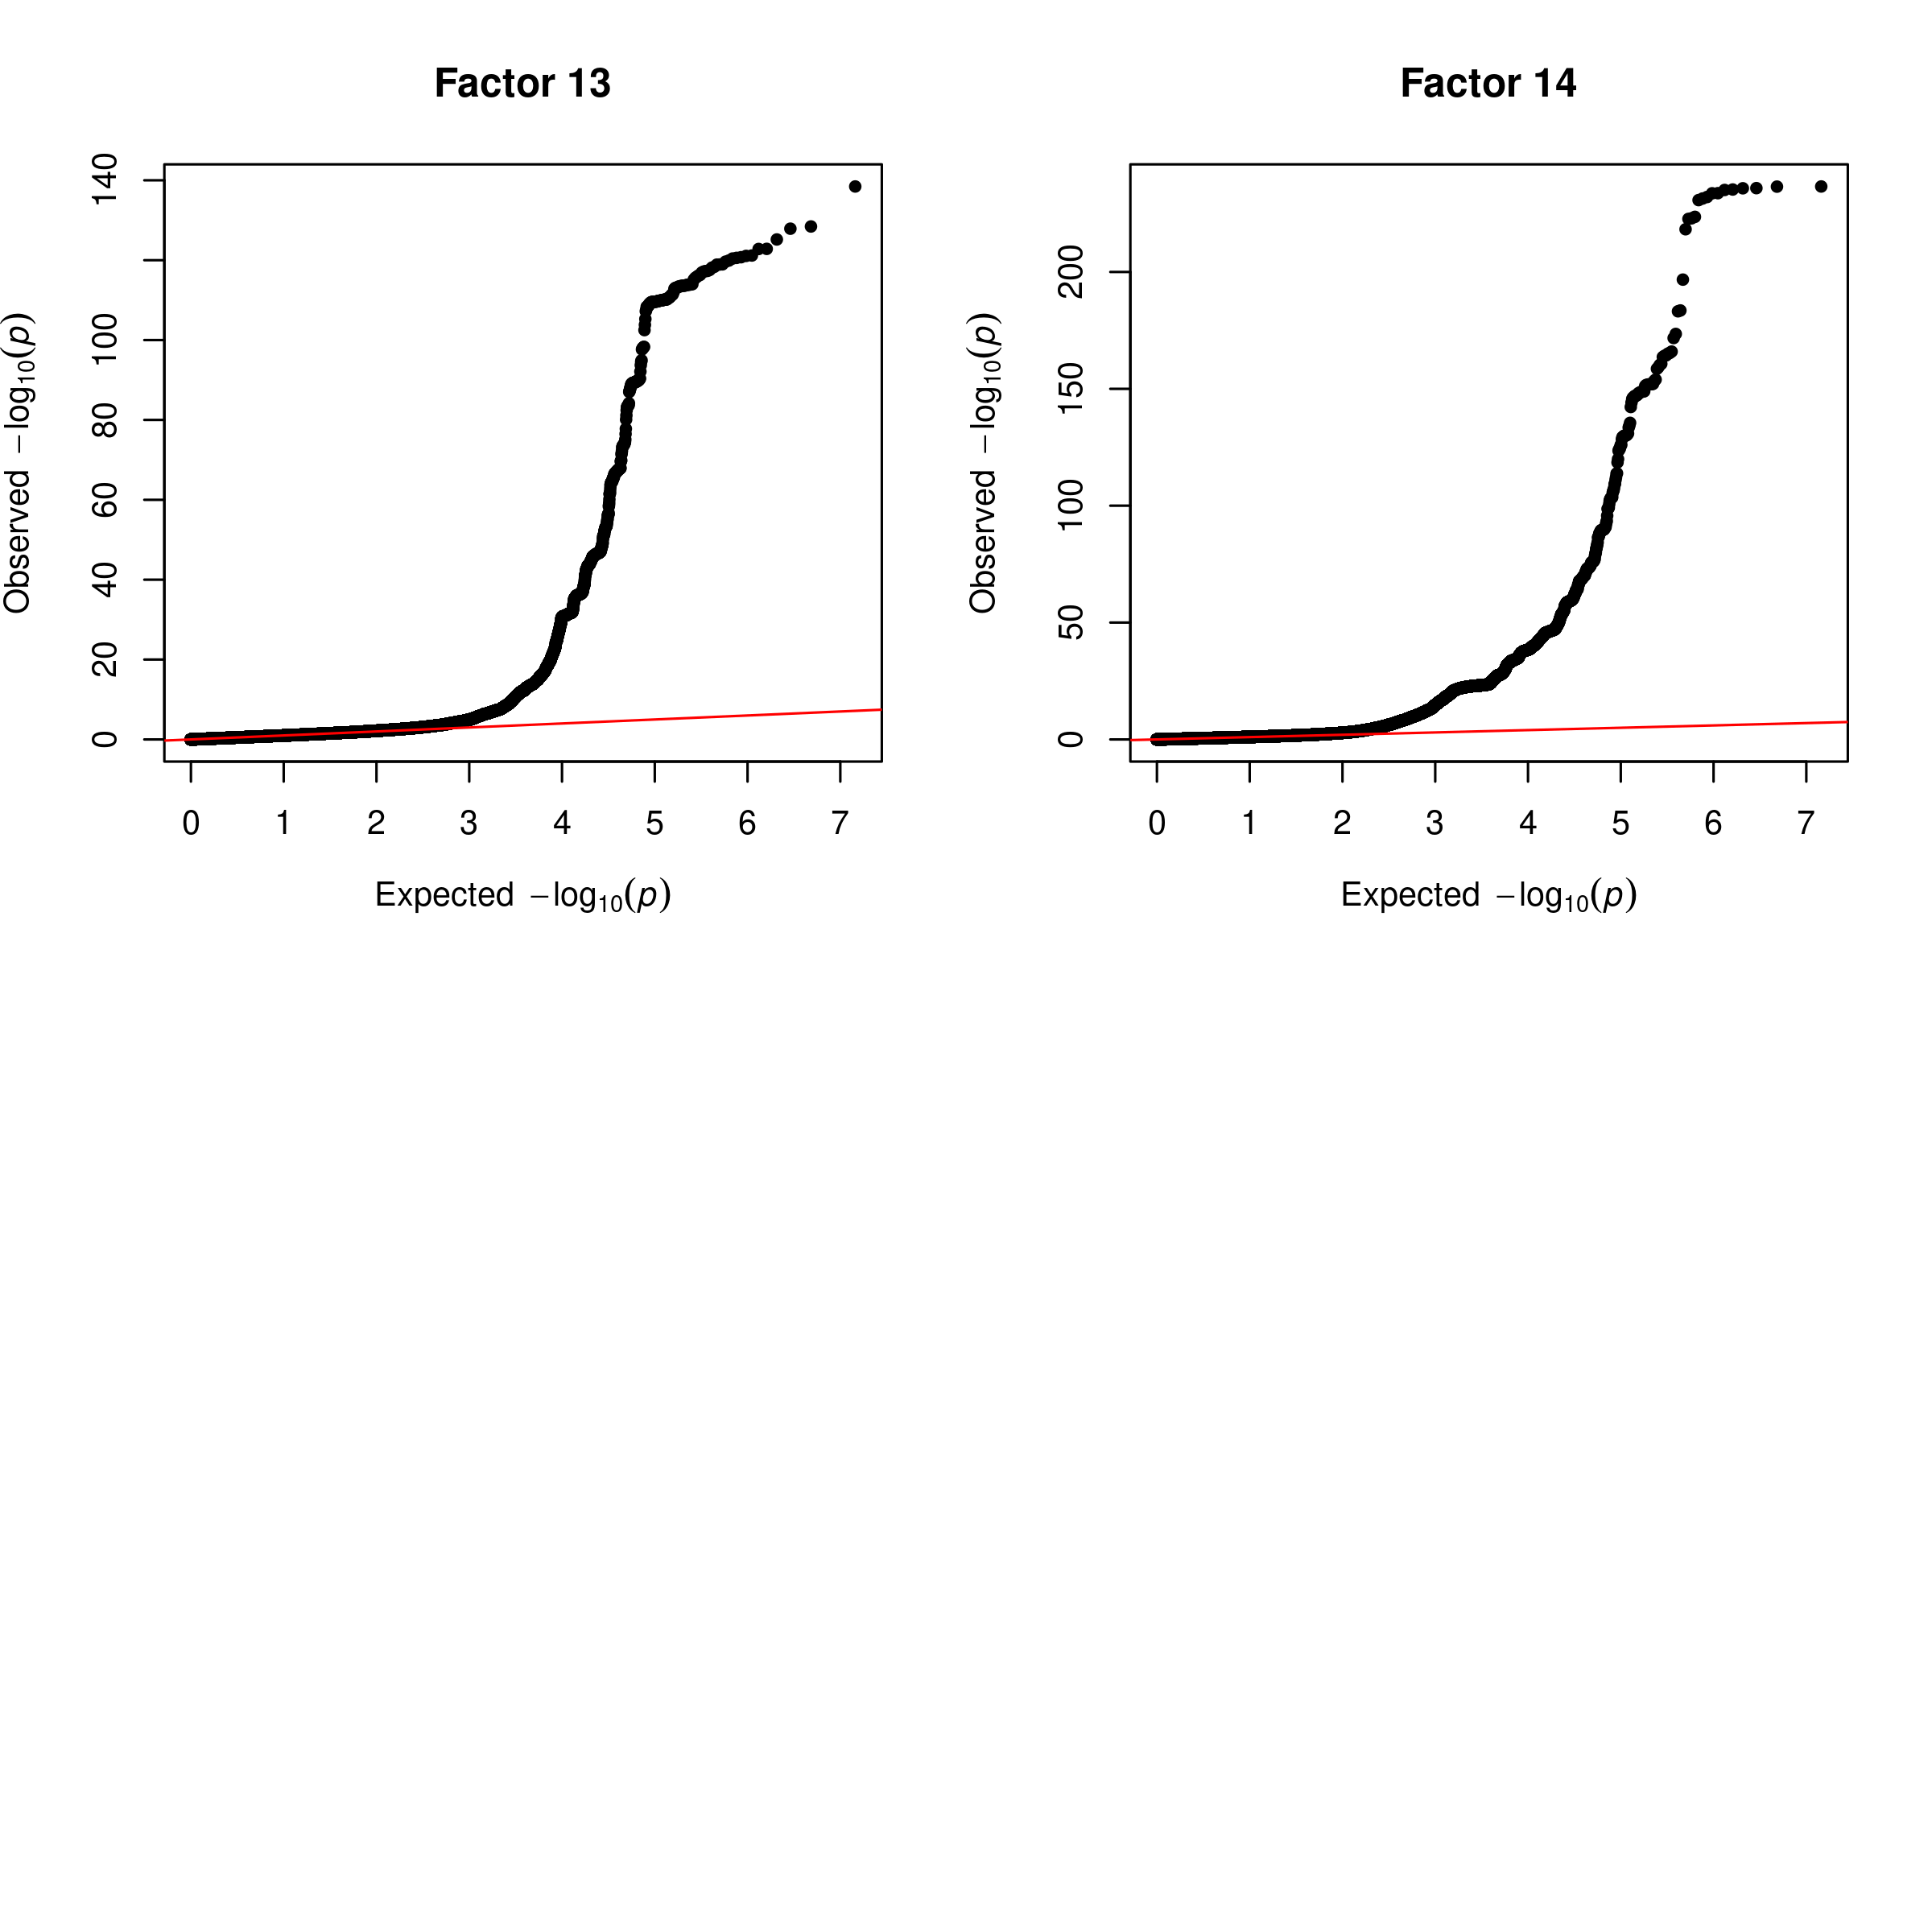 Factor 13
Observed −log10(p)
140
100
80
60
40
20
0
0 1 2 3 4 5 6 7
Expected −log10(p)
Factor 14
Observed −log10(p)
200
150
100
50
0
0 1 2 3 4 5 6 7
Expected −log10(p)